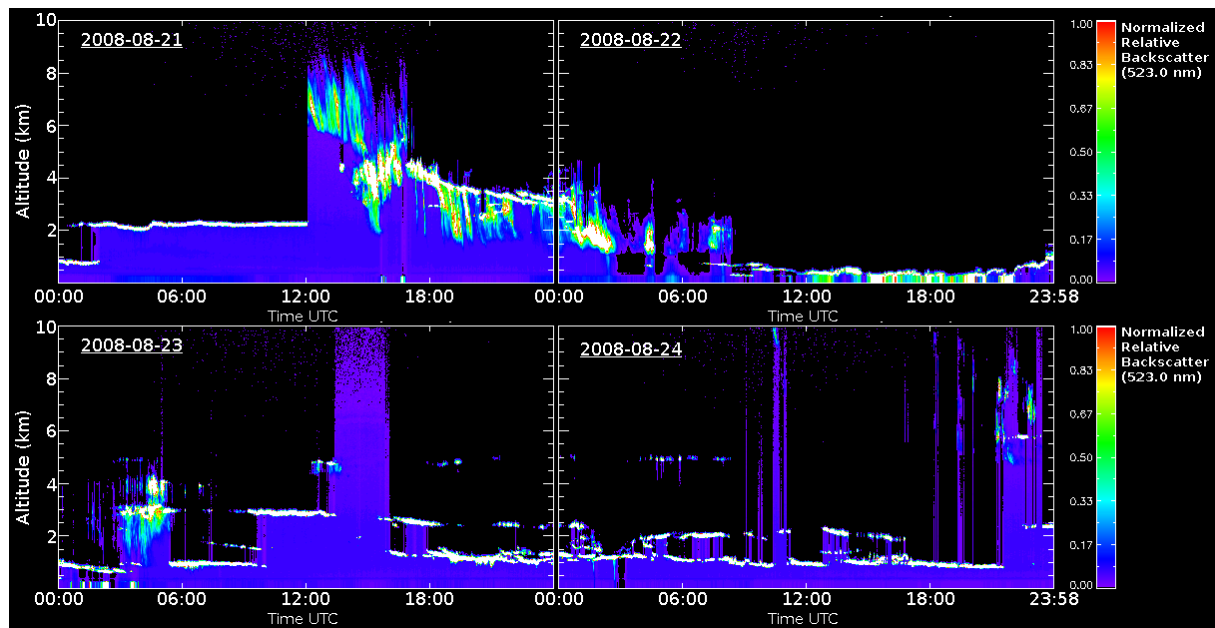 10
8
6
4
2
Altitude (km)
2008-08-21
2008-08-22
00:00 06:00 12:00 18:00 00:00 06:00 12:00 18:00 23:58
Time UTC Time UTC
1.00
0.83
0.67
0.50
0.33
0.17
0.00
Normalized
Relative
Backscatter
(523.0 nm)
10
8
6
4
2
Altitude (km)
2008-08-23
2008-08-24
00:00 06:00 12:00 18:00 00:00 06:00 12:00 18:00 23:58
Time UTC Time UTC
1.00
0.83
0.67
0.50
0.33
0.17
0.00
Normalized
Relative
Backscatter
(523.0 nm)